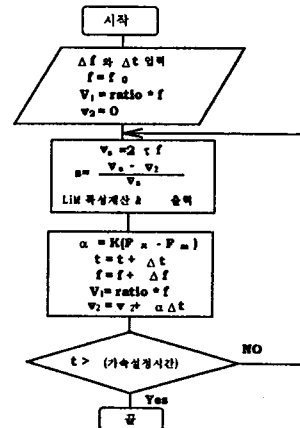 시작
Δf 와 Δt 입력
f = f₀
V₁ = ratio * f
v₂ = 0
vₛ = 2 τ f
s = (vₛ - v₂) / vₛ
LiM 특성계산 & 출력
α = K(Fₓ - Fₘ)
t = t + Δt
f = f + Δf
V₁ = ratio * f
v₂ = v₂ + αΔt
t > (가속설정시간)
NO
Yes
끝